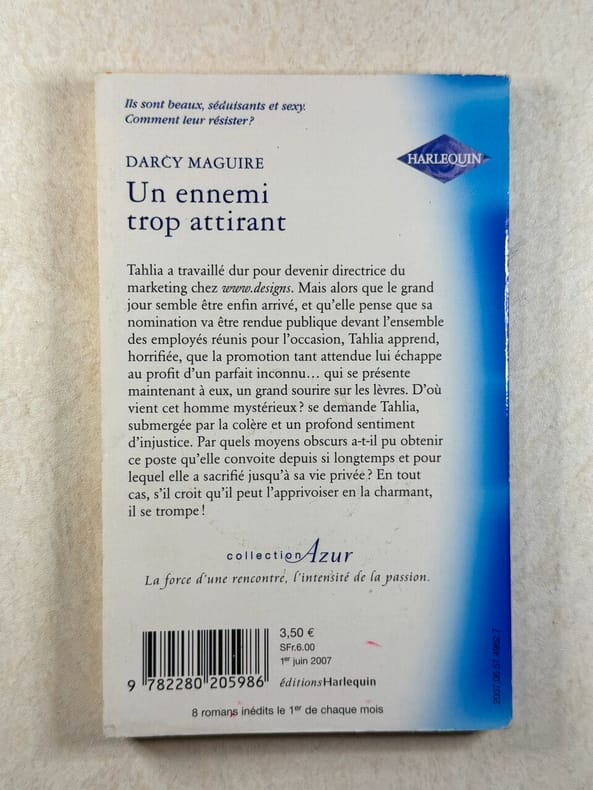 Ils sont beaux, séduisants et sexy.
Comment leur résister ?
HARLEQUIN
DARCY MAGUIRE
Un ennemi
trop attirant
Tahlia a travaillé dur pour devenir directrice du
marketing chez www.designs. Mais alors que le grand
jour semble être enfin arrivé, et qu'elle pense que sa
nomination va être rendue publique devant l'ensemble
des employés réunis pour l'occasion, Tahlia apprend,
horrifiée, que la promotion tant attendue lui échappe
au profit d'un parfait inconnu… qui se présente
maintenant à eux, un grand sourire sur les lèvres. D'où
vient cet homme mystérieux ? se demande Tahlia,
submergée par la colère et un profond sentiment
d'injustice. Par quels moyens obscurs a-t-il pu obtenir
ce poste qu'elle convoite depuis si longtemps et pour
lequel elle a sacrifié jusqu'à sa vie privée ? En tout
cas, s'il croit qu'il peut l'apprivoiser en la charmant,
il se trompe !
collection Azur
La force d'une rencontre, l'intensité de la passion.
3,50 €
SFr.6.00
1er juin 2007
9 782280 205986
éditions Harlequin
8 romans inédits le 1er de chaque mois